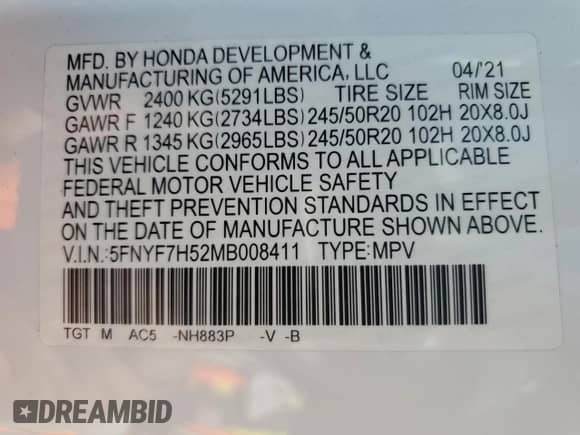 MFD. BY HONDA DEVELOPMENT &
MANUFACTURING OF AMERICA, LLC 04/'21
GVWR 2400 KG(5291LBS) TIRE SIZE RIM SIZE
GAWR F 1240 KG(2734LBS) 245/50R20 102H 20X8.0J
GAWR R 1345 KG(2965LBS) 245/50R20 102H 20X8.0J
THIS VEHICLE CONFORMS TO ALL APPLICABLE
FEDERAL MOTOR VEHICLE SAFETY
AND THEFT PREVENTION STANDARDS IN EFFECT
ON THE DATE OF MANUFACTURE SHOWN ABOVE.
V.I.N.:5FNYF7H52MB008411 TYPE:MPV
TGT M AC5 -NH883P -V -B
DREAMBID